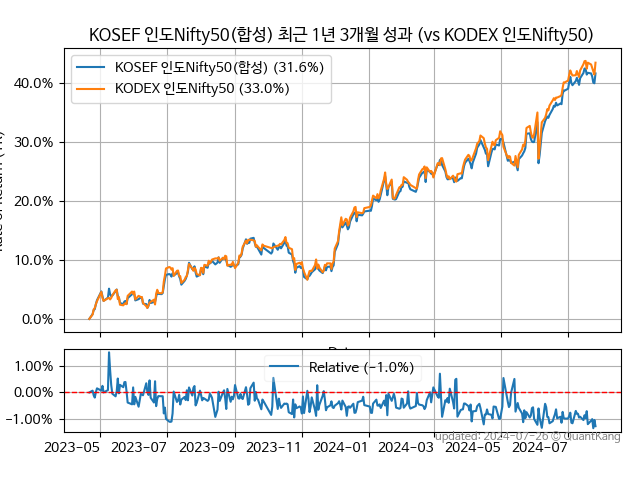 KOSEF 인도Nifty50(합성) 최근 1년 3개월 성과 (vs KODEX 인도Nifty50)
KOSEF 인도Nifty50(합성) (31.6%)
KODEX 인도Nifty50 (33.0%)
40.0%
30.0%
20.0%
10.0%
0.0%
Relative (−1.0%)
1.00%
0.00%
−1.00%
2023-05 2023-07 2023-09 2023-11 2024-01 2024-03 2024-05 2024-07
updated: 2024-07-26 © QuantKang